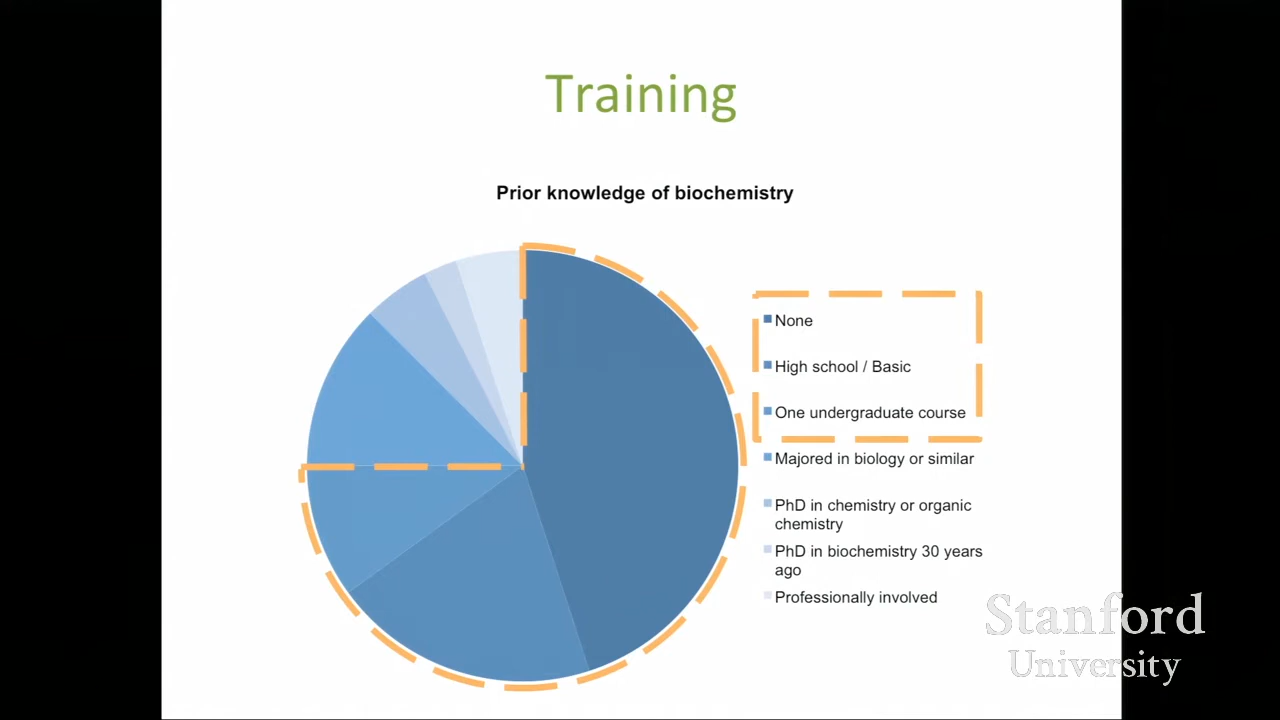 Training
Prior knowledge of biochemistry
None
High school / Basic
One undergraduate course
Majored in biology or similar
PhD in chemistry or organic
chemistry
PhD in biochemistry 30 years
ago
Professionally involved
Stanford
University